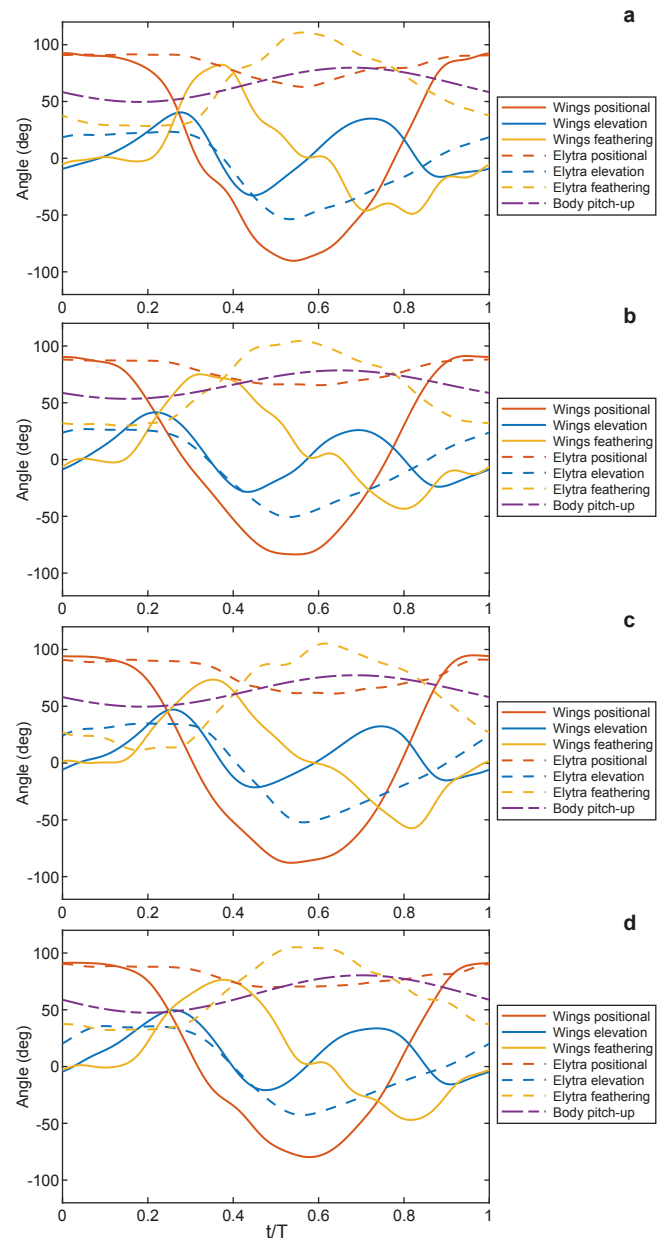 a
100
50
0
-50
-100
Angle (deg)
0
0.2
0.4
0.6
0.8
1
Wings positional
Wings elevation
Wings feathering
Elytra positional
Elytra elevation
Elytra feathering
Body pitch-up
b
100
50
0
-50
-100
Angle (deg)
0
0.2
0.4
0.6
0.8
1
Wings positional
Wings elevation
Wings feathering
Elytra positional
Elytra elevation
Elytra feathering
Body pitch-up
c
100
50
0
-50
-100
Angle (deg)
0
0.2
0.4
0.6
0.8
1
Wings positional
Wings elevation
Wings feathering
Elytra positional
Elytra elevation
Elytra feathering
Body pitch-up
d
100
50
0
-50
-100
Angle (deg)
0
0.2
0.4
0.6
0.8
1
t/T
Wings positional
Wings elevation
Wings feathering
Elytra positional
Elytra elevation
Elytra feathering
Body pitch-up